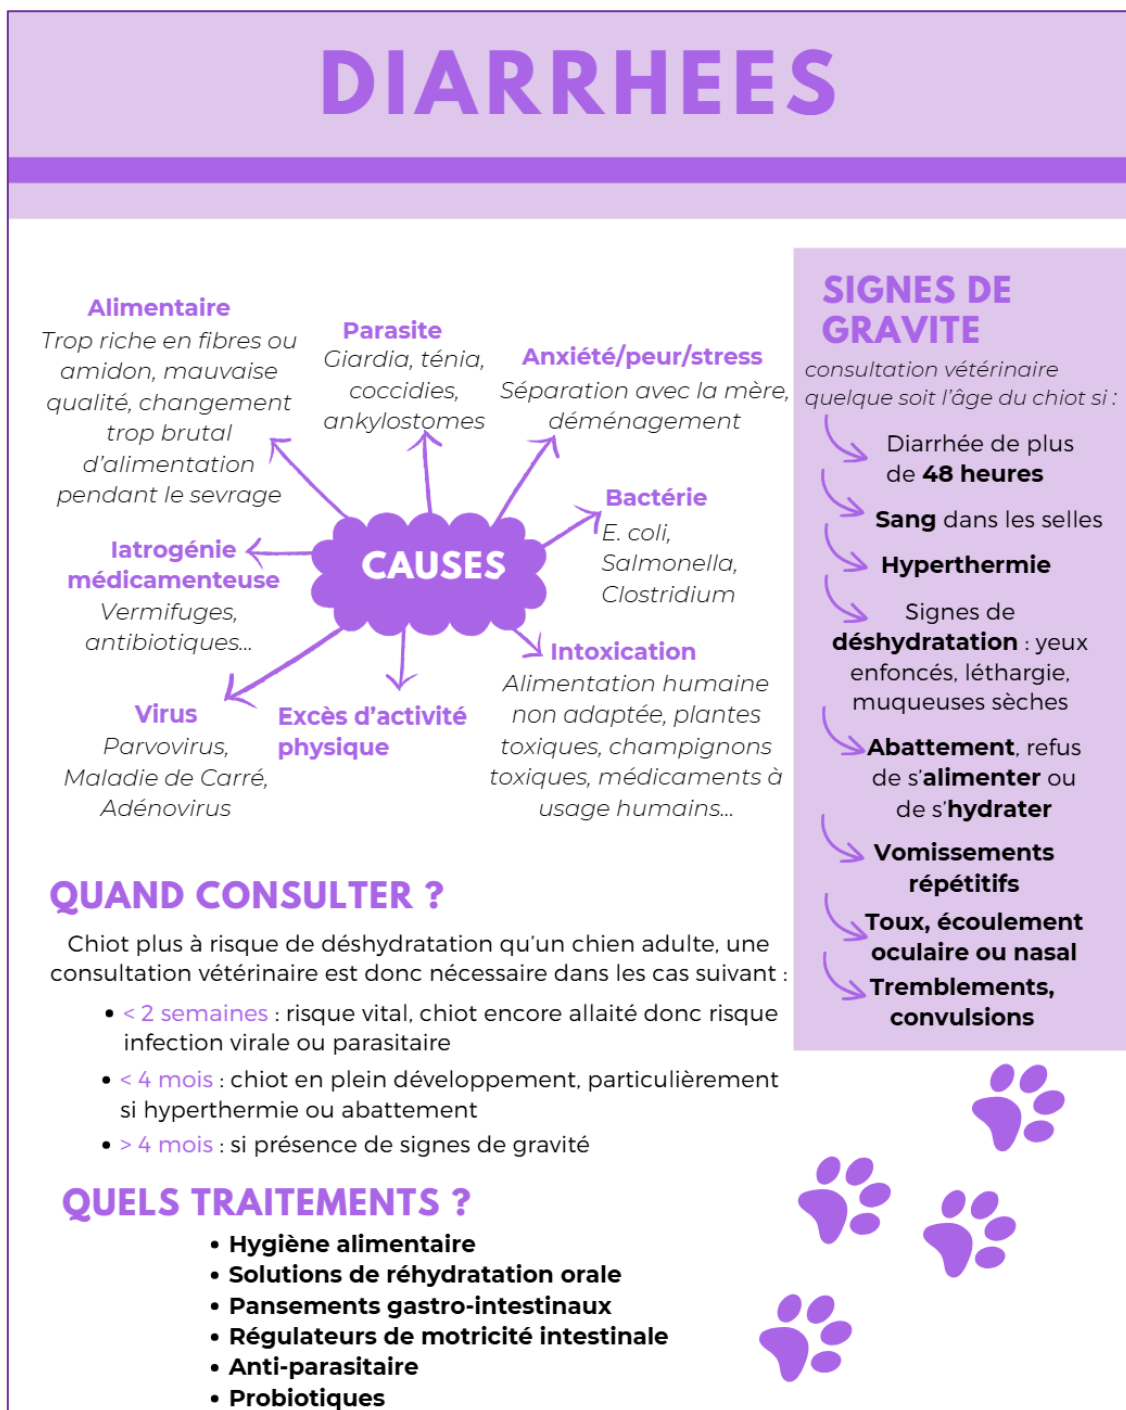 DIARRHEES
Alimentaire
Trop riche en fibres ou
amidon, mauvaise
qualité, changement
trop brutal
d'alimentation
pendant le sevrage
Parasite
Giardia, ténia,
coccidies,
ankylostomes
Anxiété/peur/stress
Séparation avec la mère,
déménagement
Bactérie
E. coli,
Salmonella,
Clostridium
CAUSES
Iatrogénie
médicamenteuse
Vermifuges,
antibiotiques...
Virus
Parvovirus,
Maladie de Carré,
Adénovirus
Excès d'activité
physique
Intoxication
Alimentation humaine
non adaptée, plantes
toxiques, champignons
toxiques, médicaments à
usage humains...
SIGNES DE
GRAVITE
consultation vétérinaire
quelque soit l'âge du chiot si :
Diarrhée de plus
de 48 heures
Sang dans les selles
Hyperthermie
Signes de
déshydratation : yeux
enfoncés, léthargie,
muqueuses sèches
Abattement, refus
de s'alimenter ou
de s'hydrater
Vomissements
répétitifs
Toux, écoulement
oculaire ou nasal
Tremblements,
convulsions
QUAND CONSULTER ?
Chiot plus à risque de déshydratation qu'un chien adulte, une
consultation vétérinaire est donc nécessaire dans les cas suivant :
• < 2 semaines : risque vital, chiot encore allaité donc risque
infection virale ou parasitaire
• < 4 mois : chiot en plein développement, particulièrement
si hyperthermie ou abattement
• > 4 mois : si présence de signes de gravité
QUELS TRAITEMENTS ?
• Hygiène alimentaire
• Solutions de réhydratation orale
• Pansements gastro-intestinaux
• Régulateurs de motricité intestinale
• Anti-parasitaire
• Probiotiques